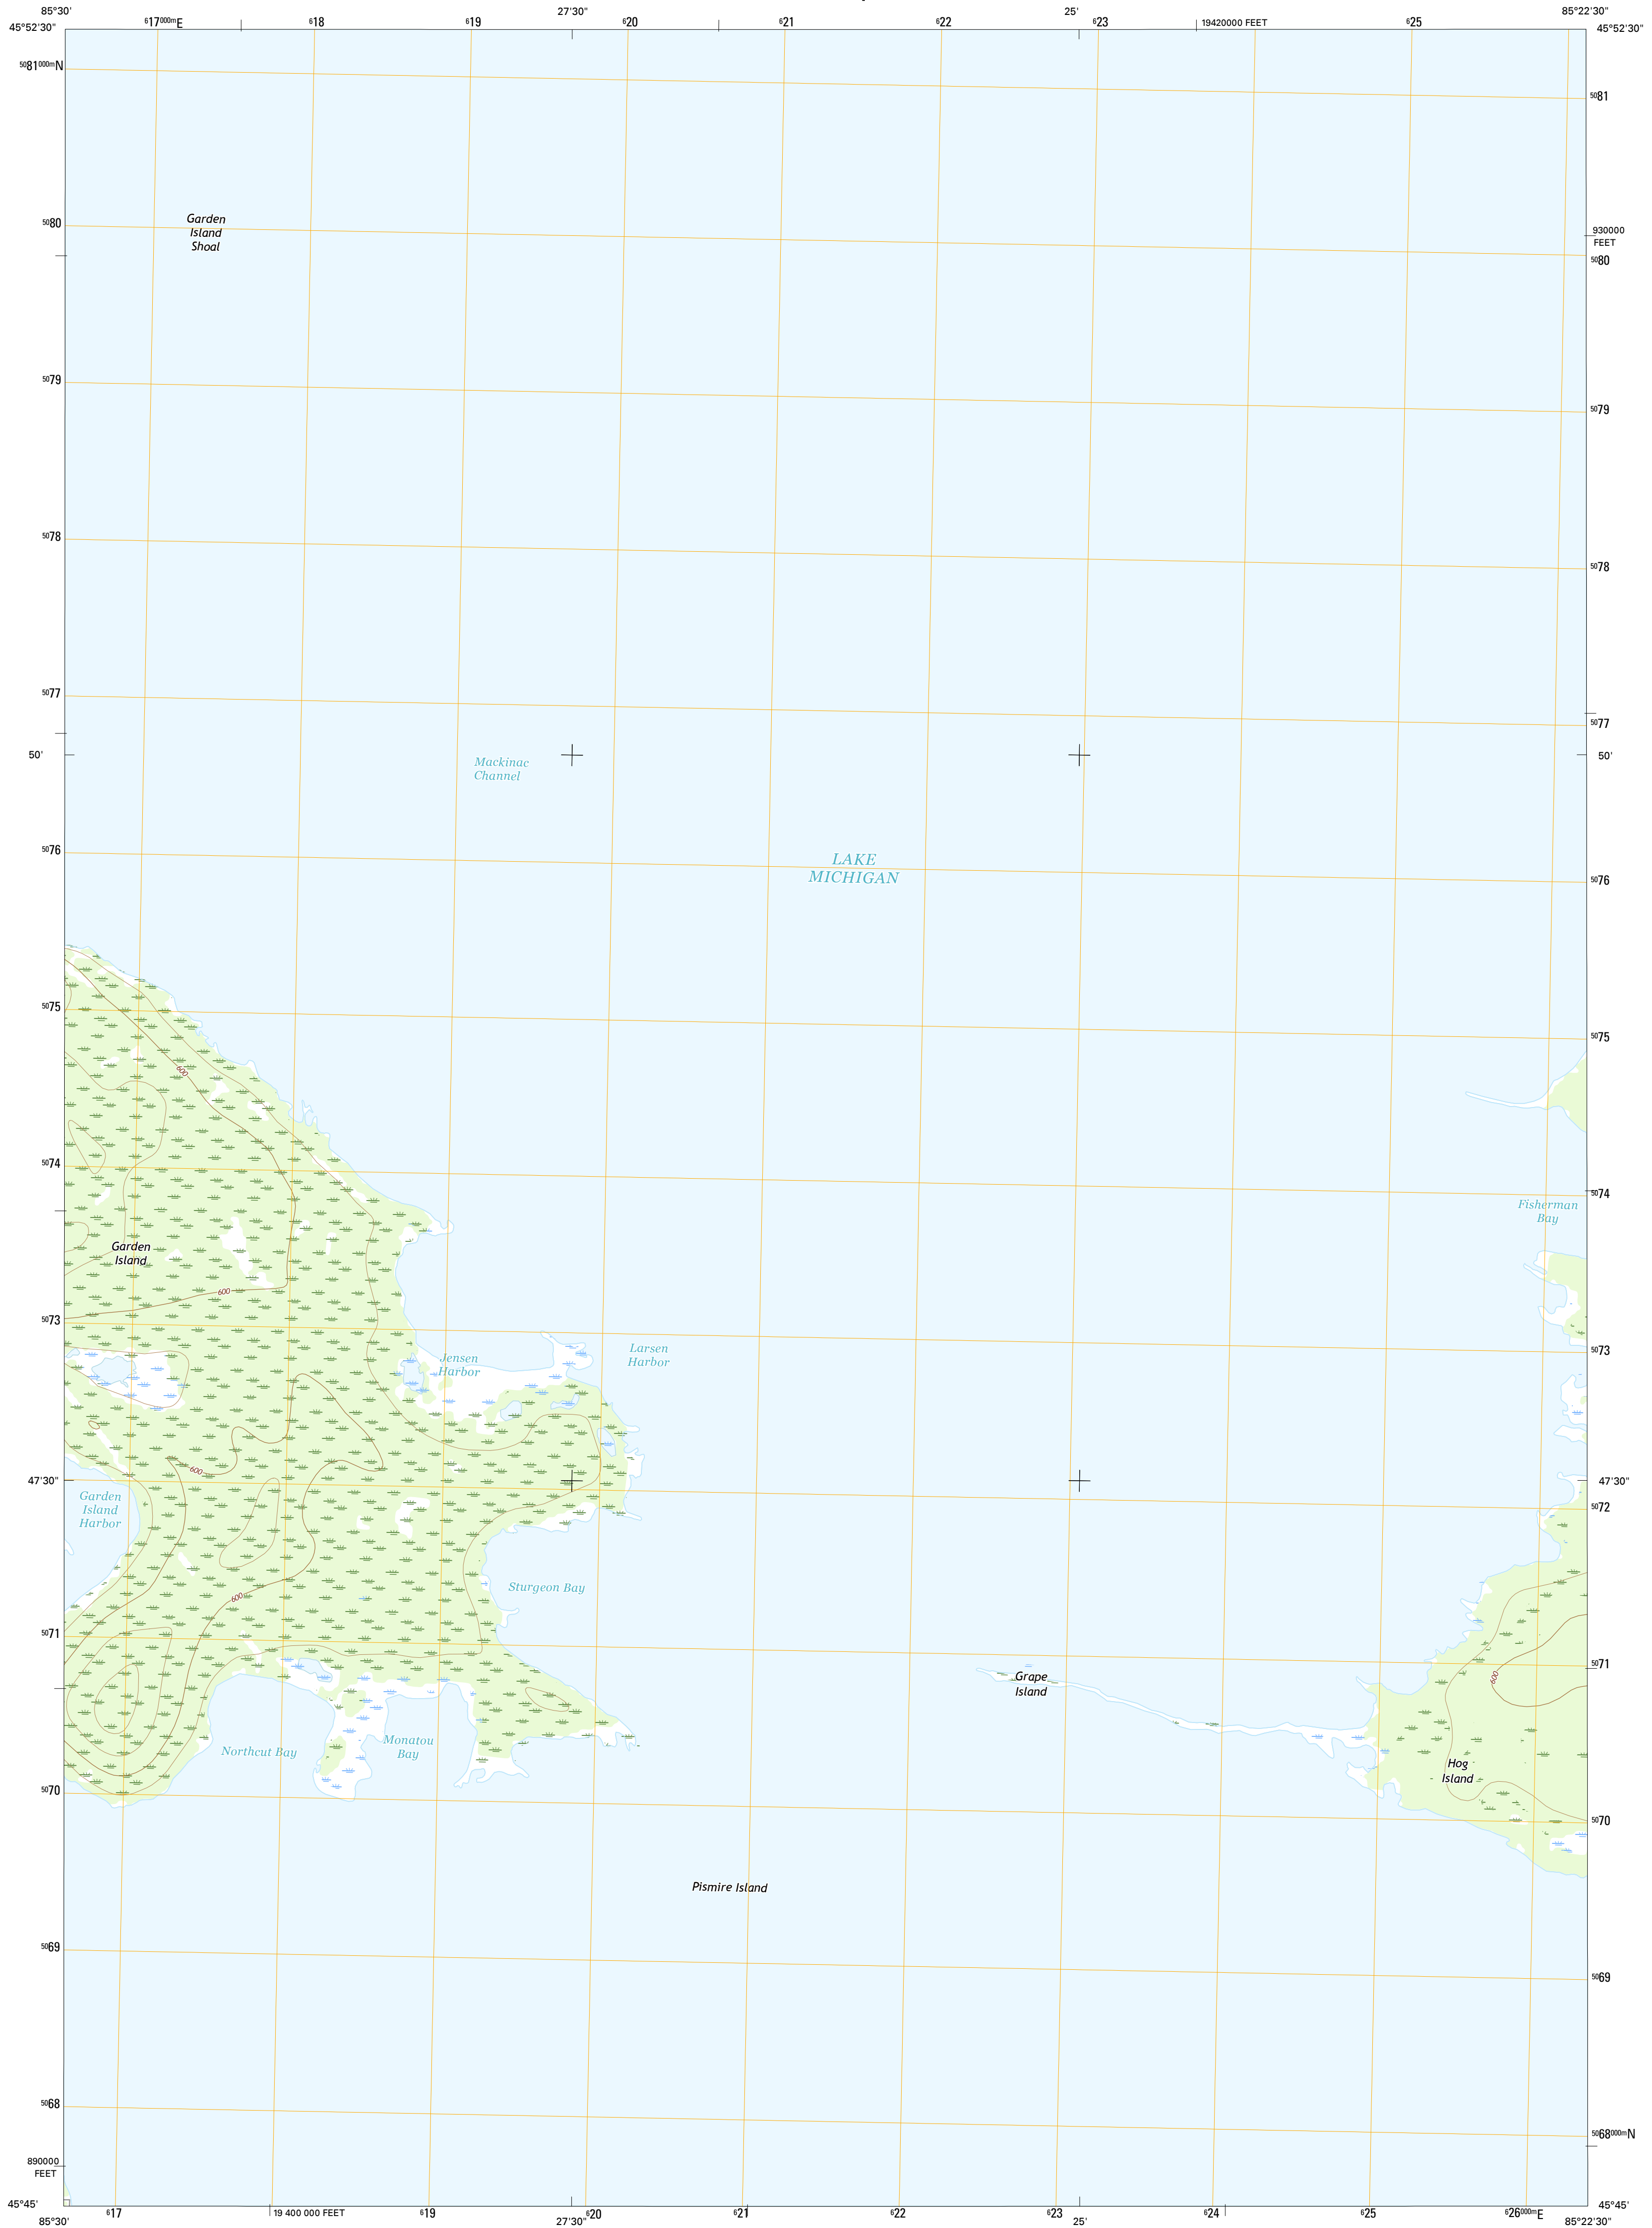 85°30'
⁶17⁰⁰⁰ᵐE
⁶18
⁶19
27'30"
⁶20
⁶21
⁶22
25'
⁶23
19420000 FEET
⁶25
85°22'30"
45°52'30"
45°52'30"
⁵⁰81⁰⁰⁰ᵐN
⁵⁰81
Garden
Island
Shoal
⁵⁰80
930000
FEET
⁵⁰80
⁵⁰79
⁵⁰79
⁵⁰78
⁵⁰78
⁵⁰77
⁵⁰77
50'
50'
Mackinac
Channel
LAKE
MICHIGAN
⁵⁰76
⁵⁰76
⁵⁰75
⁵⁰75
600
⁵⁰74
⁵⁰74
Fisherman
Bay
Garden
Island
600
⁵⁰73
⁵⁰73
Jensen
Harbor
Larsen
Harbor
600
47'30"
47'30"
Garden
Island
Harbor
⁵⁰72
Sturgeon Bay
600
⁵⁰71
⁵⁰71
Grape
Island
600
Northcut Bay
Monatou
Bay
Hog
Island
⁵⁰70
⁵⁰70
Pismire Island
⁵⁰69
⁵⁰69
⁵⁰68
⁵⁰68⁰⁰⁰ᵐN
890000
FEET
45°45'
45°45'
85°30'
⁶17
19 400 000 FEET
⁶19
27'30"
⁶20
⁶21
⁶22
⁶23
25'
⁶24
⁶25
⁶26⁰⁰⁰ᵐE
85°22'30"